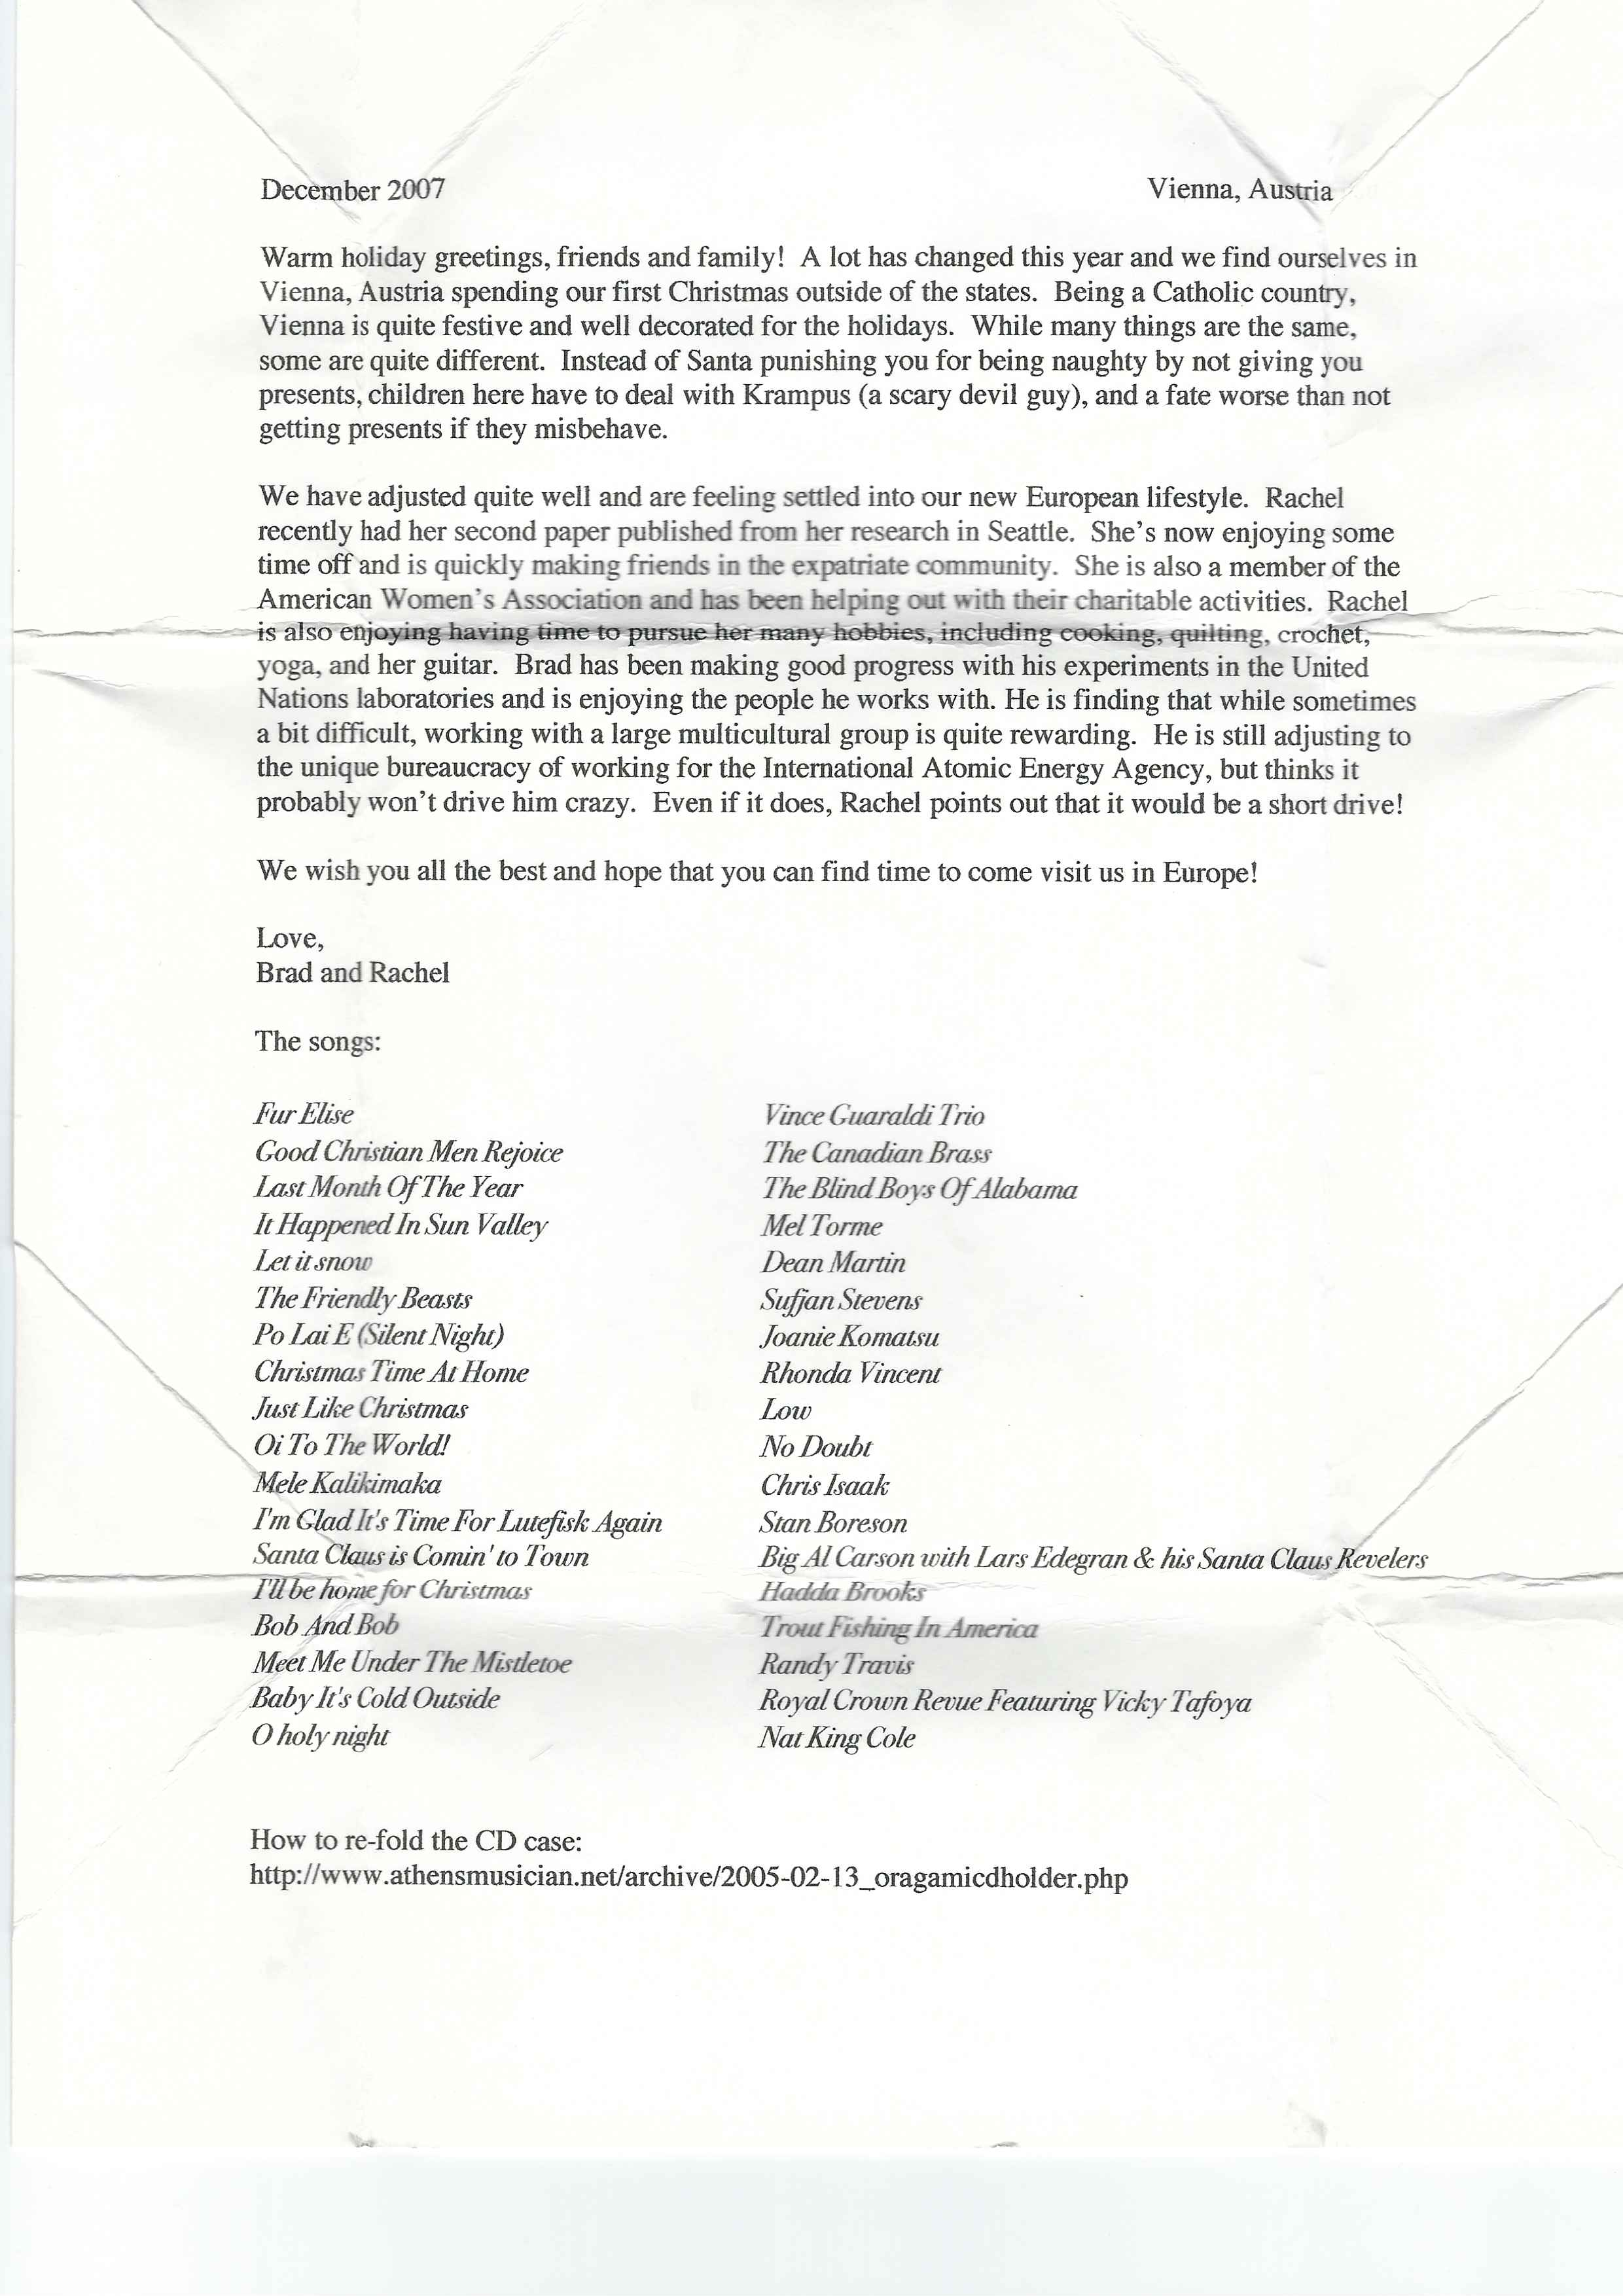 December 2007 Vienna, Austria
Warm holiday greetings, friends and family!  A lot has changed this year and we find ourselves in
Vienna, Austria spending our first Christmas outside of the states.  Being a Catholic country,
Vienna is quite festive and well decorated for the holidays.  While many things are the same,
some are quite different.  Instead of Santa punishing you for being naughty by not giving you
presents, children here have to deal with Krampus (a scary devil guy), and a fate worse than not
getting presents if they misbehave.
We have adjusted quite well and are feeling settled into our new European lifestyle.  Rachel
recently had her second paper published from her research in Seattle.  She's now enjoying some
time off and is quickly making friends in the expatriate community.  She is also a member of the
American Women's Association and has been helping out with their charitable activities.  Rachel
is also enjoying having time to pursue her many hobbies, including cooking, quilting, crochet,
yoga, and her guitar.  Brad has been making good progress with his experiments in the United
Nations laboratories and is enjoying the people he works with. He is finding that while sometimes
a bit difficult, working with a large multicultural group is quite rewarding.  He is still adjusting to
the unique bureaucracy of working for the International Atomic Energy Agency, but thinks it
probably won't drive him crazy.  Even if it does, Rachel points out that it would be a short drive!
We wish you all the best and hope that you can find time to come visit us in Europe!
Love,
Brad and Rachel
The songs:
Fur Elise Vince Guaraldi Trio
Good Christian Men Rejoice The Canadian Brass
Last Month Of The Year The Blind Boys Of Alabama
It Happened In Sun Valley Mel Torme
Let it snow Dean Martin
The Friendly Beasts Sufjan Stevens
Po Lai E (Silent Night) Joanie Komatsu
Christmas Time At Home Rhonda Vincent
Just Like Christmas Low
Oi To The World! No Doubt
Mele Kalikimaka Chris Isaak
I'm Glad It's Time For Lutefisk Again Stan Boreson
Santa Claus is Comin' to Town Big Al Carson with Lars Edegran & his Santa Claus Revelers
I'll be home for Christmas Hadda Brooks
Bob And Bob Trout Fishing In America
Meet Me Under The Mistletoe Randy Travis
Baby It's Cold Outside Royal Crown Revue Featuring Vicky Tafoya
O holy night Nat King Cole
How to re-fold the CD case:
http://www.athensmusician.net/archive/2005-02-13_oragamicdholder.php